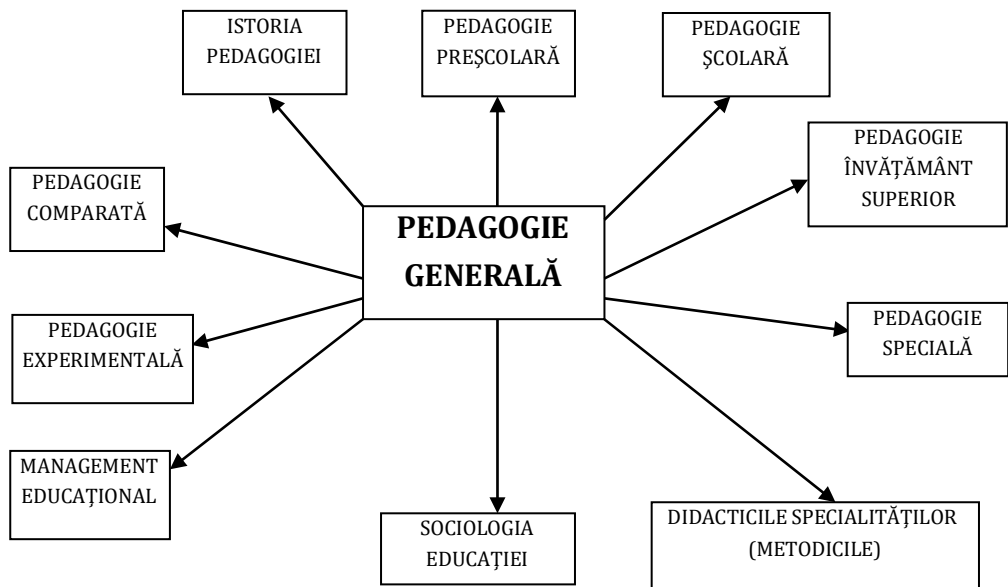 ISTORIA
PEDAGOGIEI
PEDAGOGIE
PREŞCOLARĂ
PEDAGOGIE
ŞCOLARĂ
PEDAGOGIE
ÎNVĂŢĂMÂNT
SUPERIOR
PEDAGOGIE
COMPARATĂ
PEDAGOGIE
GENERALĂ
PEDAGOGIE
EXPERIMENTALĂ
PEDAGOGIE
SPECIALĂ
MANAGEMENT
EDUCAŢIONAL
SOCIOLOGIA
EDUCAŢIEI
DIDACTICILE SPECIALITĂŢILOR
(METODICILE)